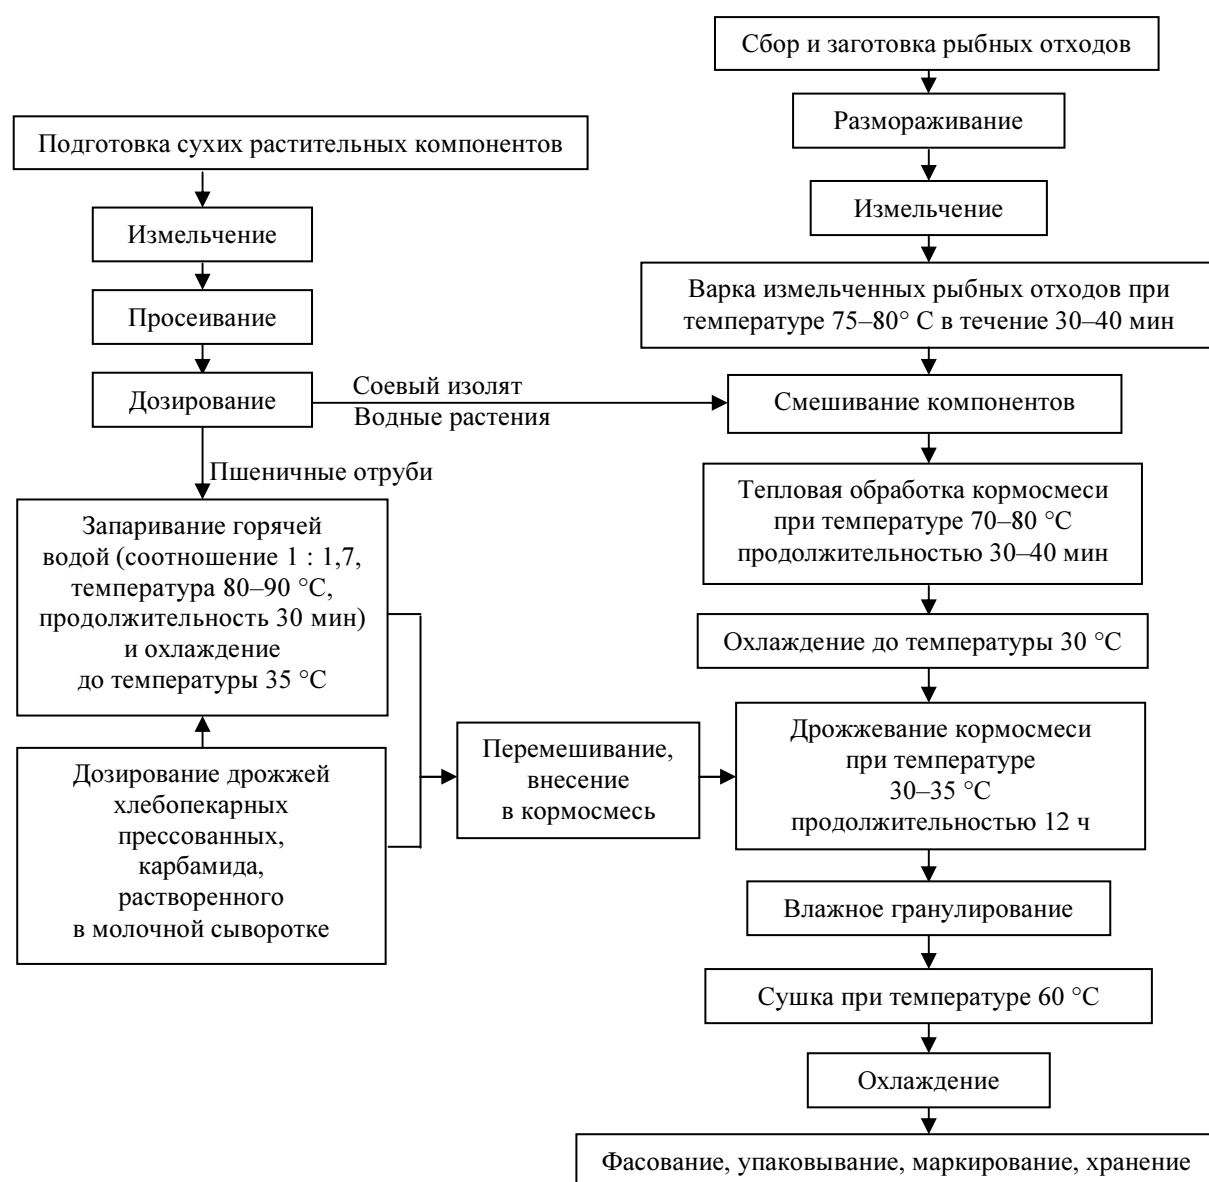 Сбор и заготовка рыбных отходов
Размораживание
Подготовка сухих растительных компонентов
Измельчение
Измельчение
Варка измельченных рыбных отходов при
температуре 75–80° С в течение 30–40 мин
Просеивание
Дозирование
Соевый изолят
Водные растения
Смешивание компонентов
Пшеничные отруби
Запаривание горячей
водой (соотношение 1 : 1,7,
температура 80–90 °С,
продолжительность 30 мин)
и охлаждение
до температуры 35 °С
Тепловая обработка кормосмеси
при температуре 70–80 °С
продолжительностью 30–40 мин
Охлаждение до температуры 30 °С
Дозирование дрожжей
хлебопекарных
прессованных,
карбамида,
растворенного
в молочной сыворотке
Перемешивание,
внесение
в кормосмесь
Дрожжевание кормосмеси
при температуре
30–35 °С
продолжительностью 12 ч
Влажное гранулирование
Сушка при температуре 60 °С
Охлаждение
Фасование, упаковывание, маркирование, хранение